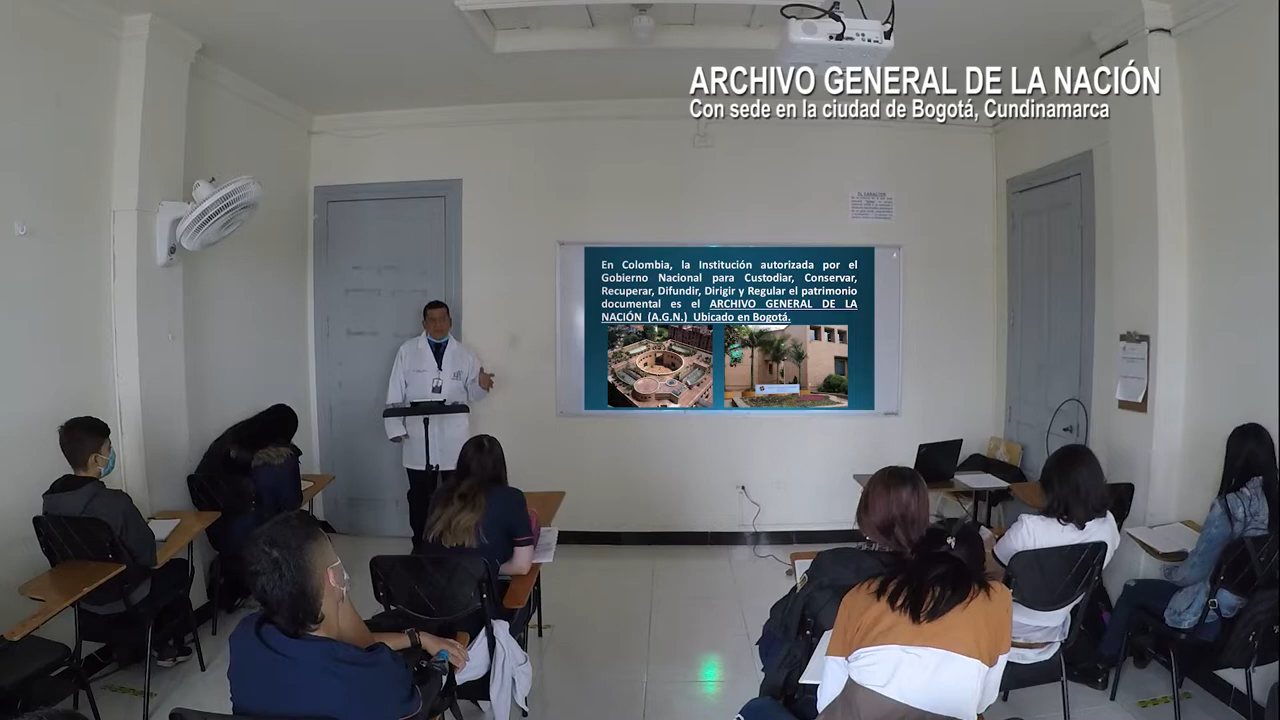 ARCHIVO GENERAL DE LA NACIÓN
Con sede en la ciudad de Bogotá, Cundinamarca
EL CARÁCTER
En Colombia, la Institución autorizada por el
Gobierno Nacional para Custodiar, Conservar,
Recuperar, Difundir, Dirigir y Regular el patrimonio
documental es el ARCHIVO GENERAL DE LA
NACIÓN (A.G.N.) Ubicado en Bogotá.